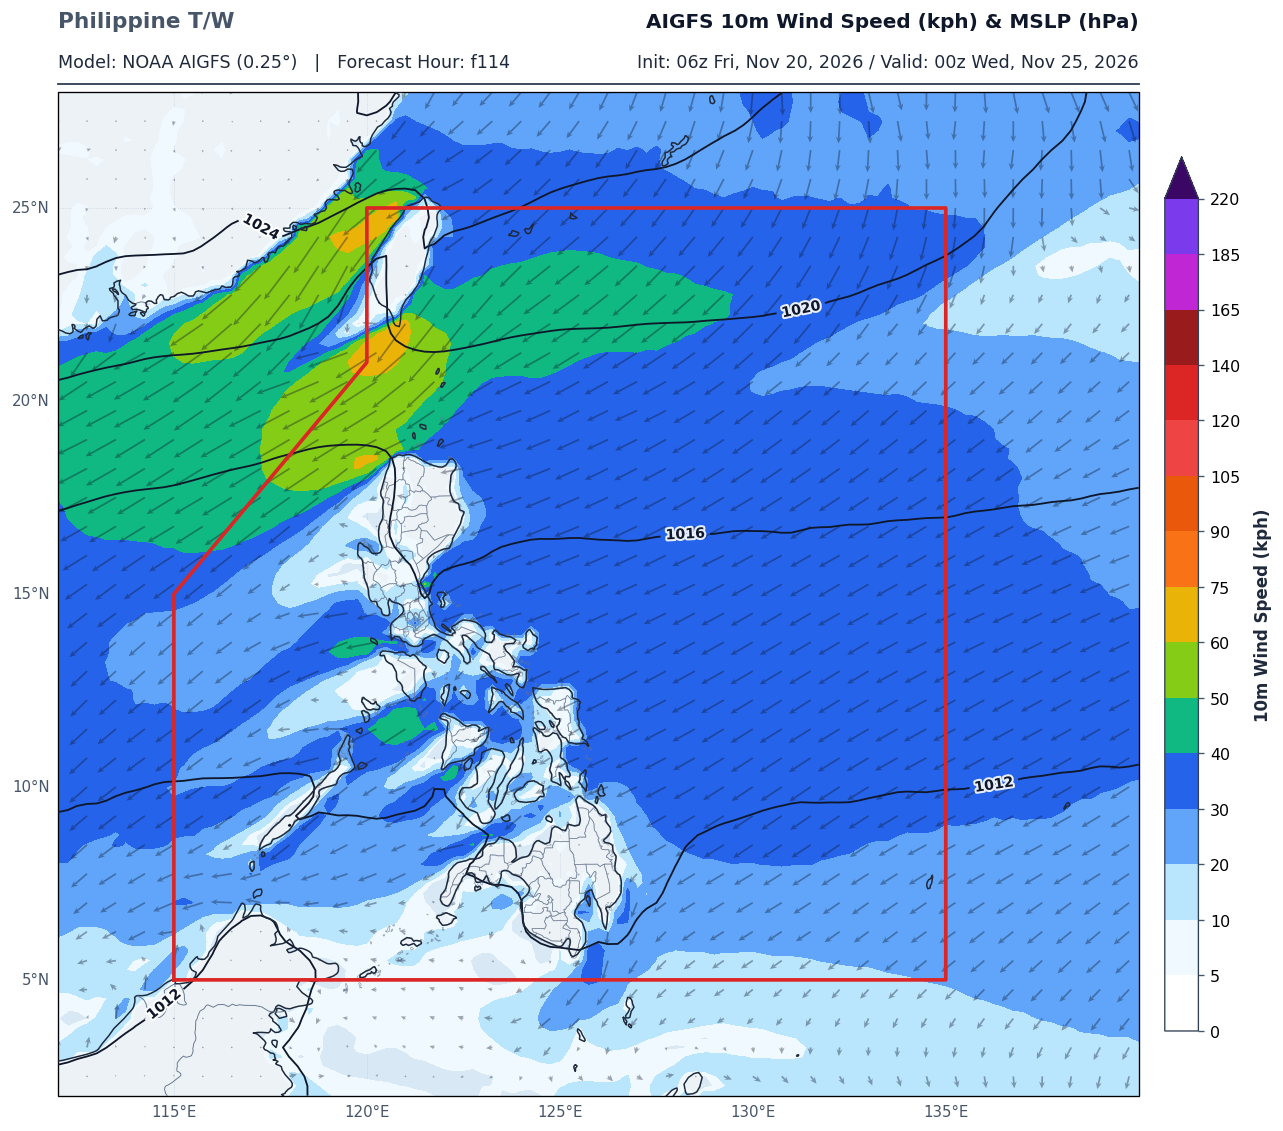 Philippine T/W
AIGFS 10m Wind Speed (kph) & MSLP (hPa)
Model: NOAA AIGFS (0.25°) | Forecast Hour: f114
Init: 06z Fri, Nov 20, 2026 / Valid: 00z Wed, Nov 25, 2026
25°N
20°N
15°N
10°N
5°N
115°E
120°E
125°E
130°E
135°E
1024
1020
1016
1012
1012
220
185
165
140
120
105
90
75
60
50
40
30
20
10
5
0
10m Wind Speed (kph)